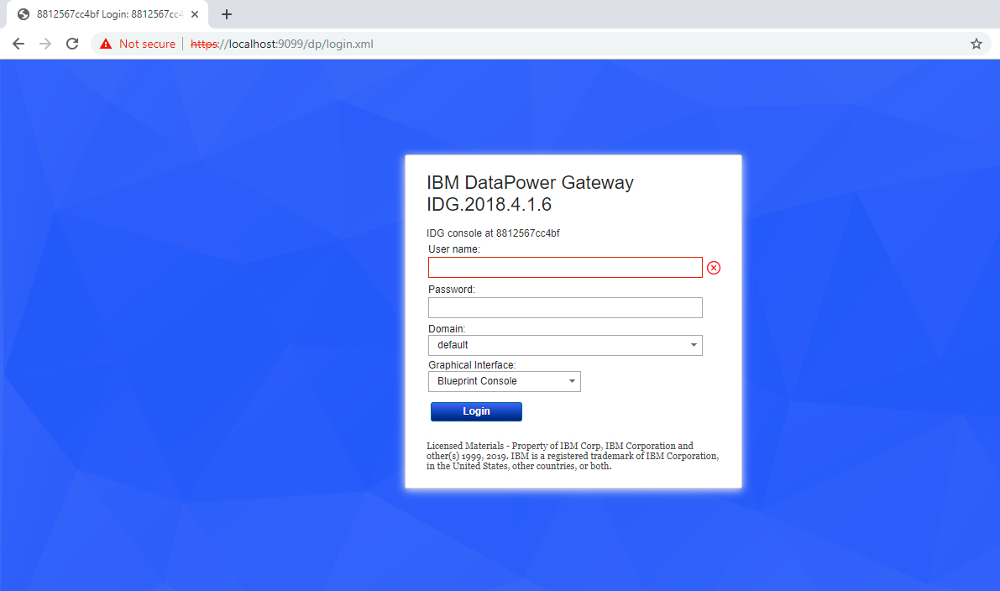 8812567cc4bf Login: 8812567cc4
Not secure
https://localhost:9099/dp/login.xml
IBM DataPower Gateway
IDG.2018.4.1.6
IDG console at 8812567cc4bf
User name:
Password:
Domain:
default
Graphical Interface:
Blueprint Console
Login
Licensed Materials - Property of IBM Corp, IBM Corporation and
other(s) 1999, 2019. IBM is a registered trademark of IBM Corporation,
in the United States, other countries, or both.